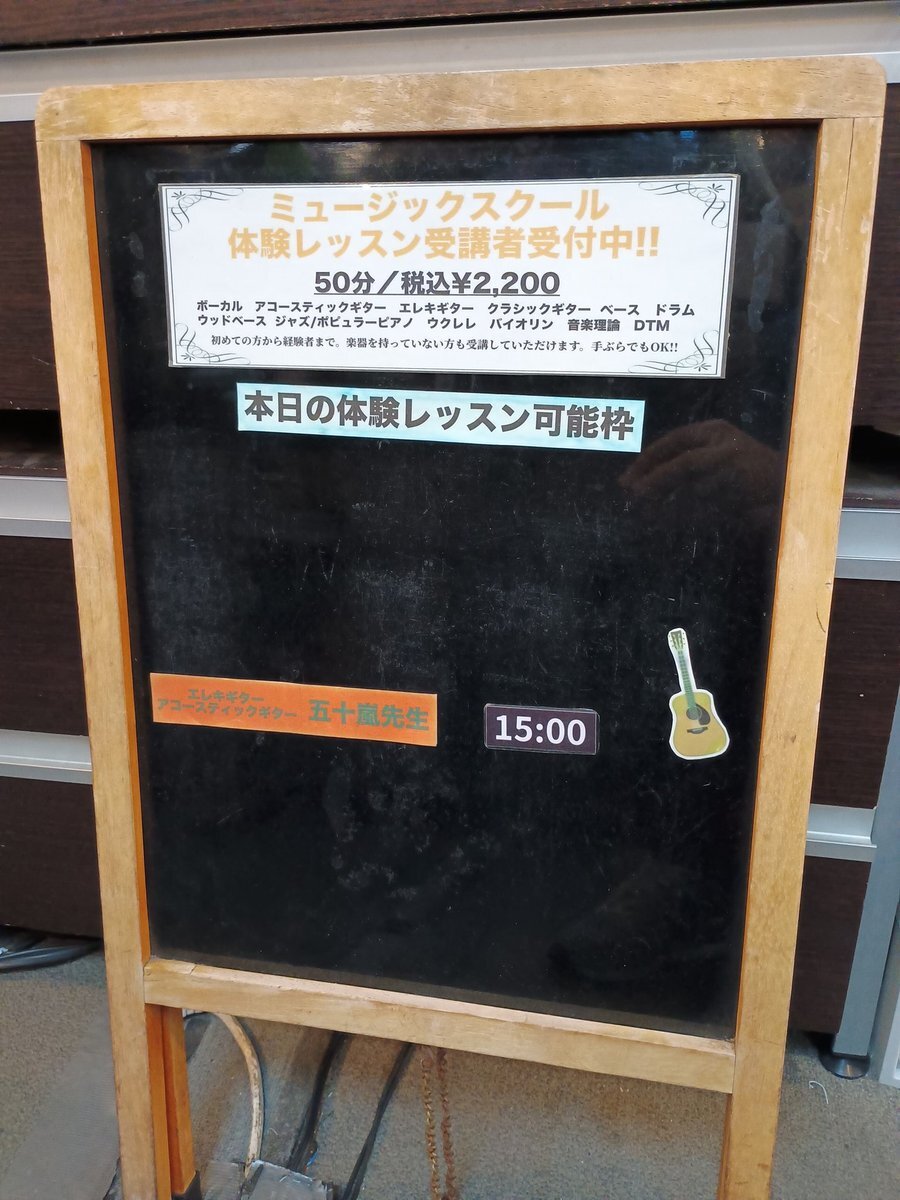 ミュージックスクール
体験レッスン受講者受付中!!
50分／税込¥2,200
ボーカル アコースティックギター エレキギター クラシックギター ベース ドラム
ウッドベース ジャズ/ポピュラーピアノ ウクレレ バイオリン 音楽理論 DTM
初めての方から経験者まで。楽器を持っていない方も受講していただけます。手ぶらでもOK!!
本日の体験レッスン可能枠
エレキギター
アコースティックギター 五十嵐先生
15:00